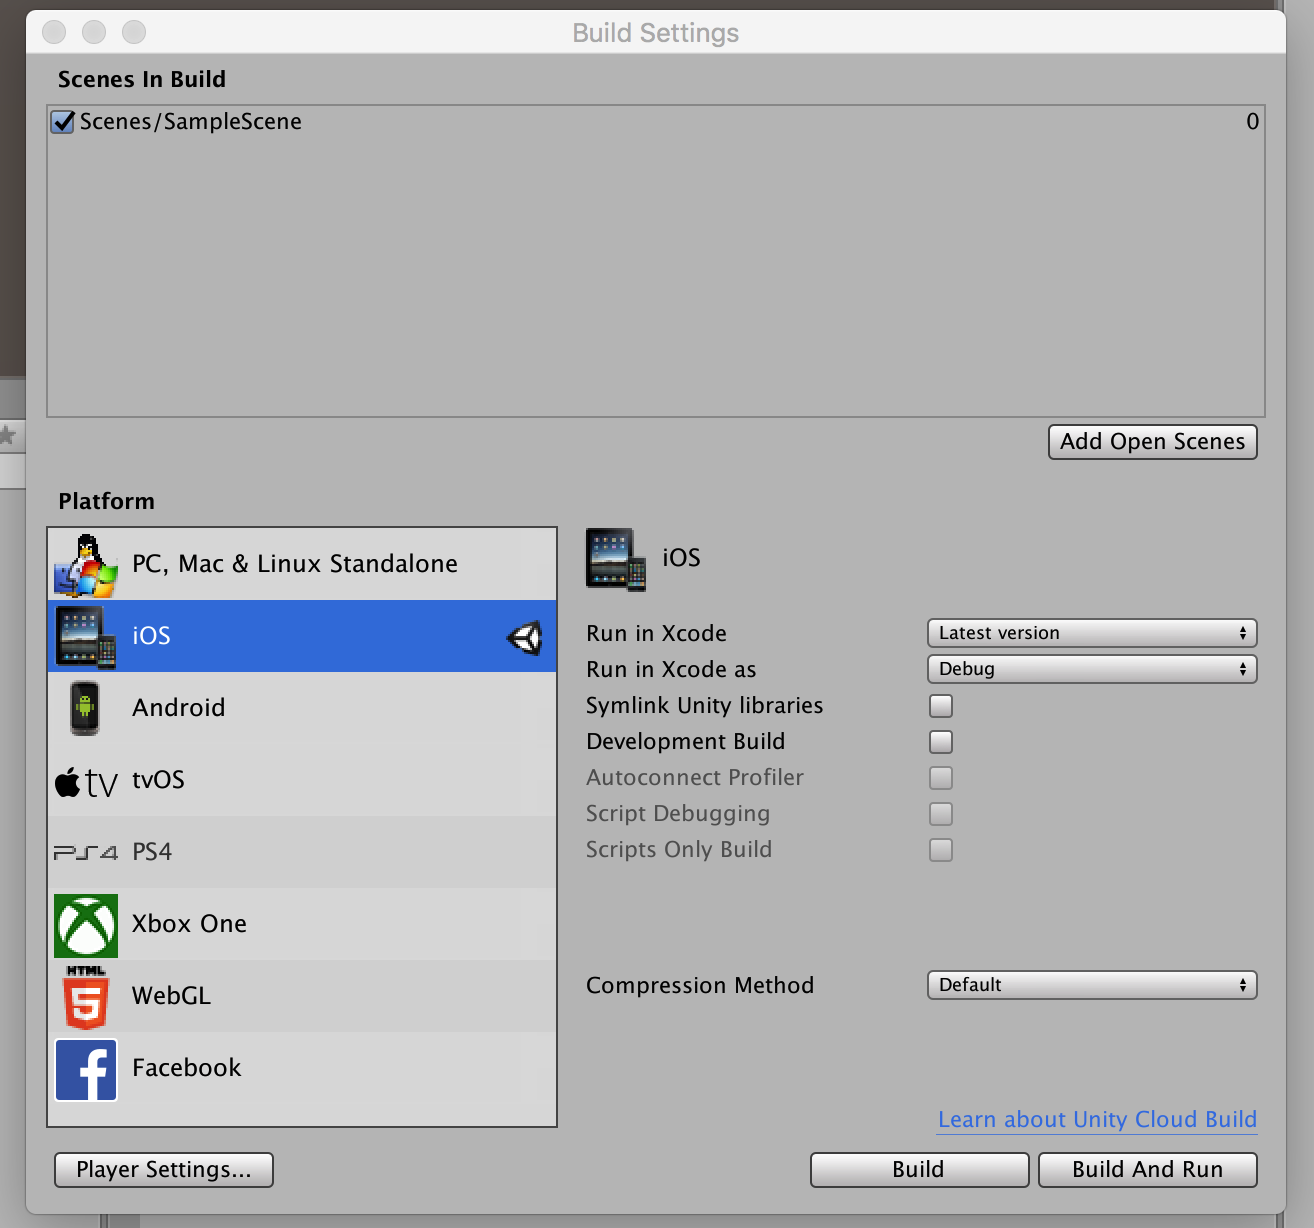 Build Settings
Scenes In Build
Scenes/SampleScene 0
Add Open Scenes
Platform
PC, Mac & Linux Standalone
iOS
Android
tv tvOS
PS4 PS4
Xbox One
HTML 5 WebGL
f Facebook
iOS
Run in Xcode Latest version
Run in Xcode as Debug
Symlink Unity libraries
Development Build
Autoconnect Profiler
Script Debugging
Scripts Only Build
Compression Method Default
Learn about Unity Cloud Build
Player Settings... Build Build And Run